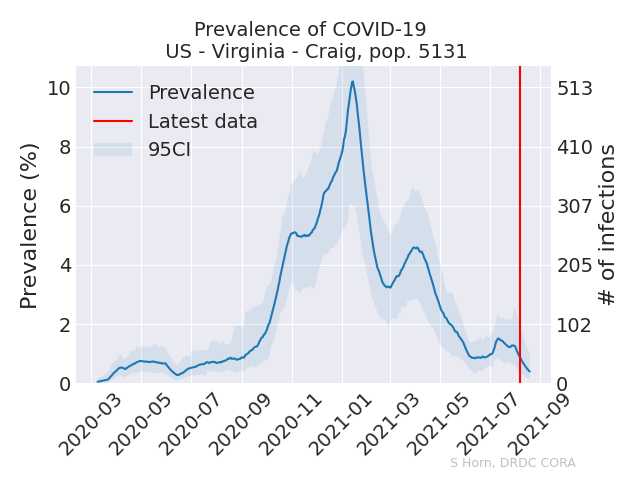 Prevalence of COVID-19
US - Virginia - Craig, pop. 5131
Prevalence
Latest data
95CI
Prevalence (%)
10
8
6
4
2
0
# of infections
513
410
307
205
102
0
2020-03
2020-05
2020-07
2020-09
2020-11
2021-01
2021-03
2021-05
2021-07
2021-09
S Horn, DRDC CORA